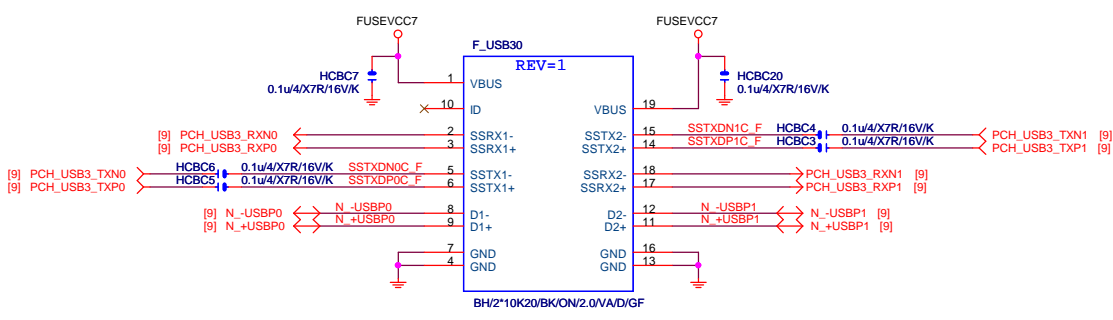 FUSEVCC7 FUSEVCC7
F_USB30
REV=1
HCBC7
0.1u/4/X7R/16V/K
HCBC20
0.1u/4/X7R/16V/K
1 VBUS
10 ID
VBUS 19
[9] PCH_USB3_RXN0 2 SSRX1-
[9] PCH_USB3_RXP0 3 SSRX1+
SSTX2- 15 SSTXDN1C_F HCBC4 0.1u/4/X7R/16V/K PCH_USB3_TXN1 [9]
SSTX2+ 14 SSTXDP1C_F HCBC3 0.1u/4/X7R/16V/K PCH_USB3_TXP1 [9]
[9] PCH_USB3_TXN0 HCBC6 0.1u/4/X7R/16V/K SSTXDN0C_F 5 SSTX1-
[9] PCH_USB3_TXP0 HCBC5 0.1u/4/X7R/16V/K SSTXDP0C_F 6 SSTX1+
SSRX2- 18 PCH_USB3_RXN1 [9]
SSRX2+ 17 PCH_USB3_RXP1 [9]
[9] N_-USBP0 N_-USBP0 8 D1-
[9] N_+USBP0 N_+USBP0 9 D1+
D2- 12 N_-USBP1 N_-USBP1 [9]
D2+ 11 N_+USBP1 N_+USBP1 [9]
7 GND
4 GND
GND 16
GND 13
BH/2*10K20/BK/ON/2.0/VA/D/GF